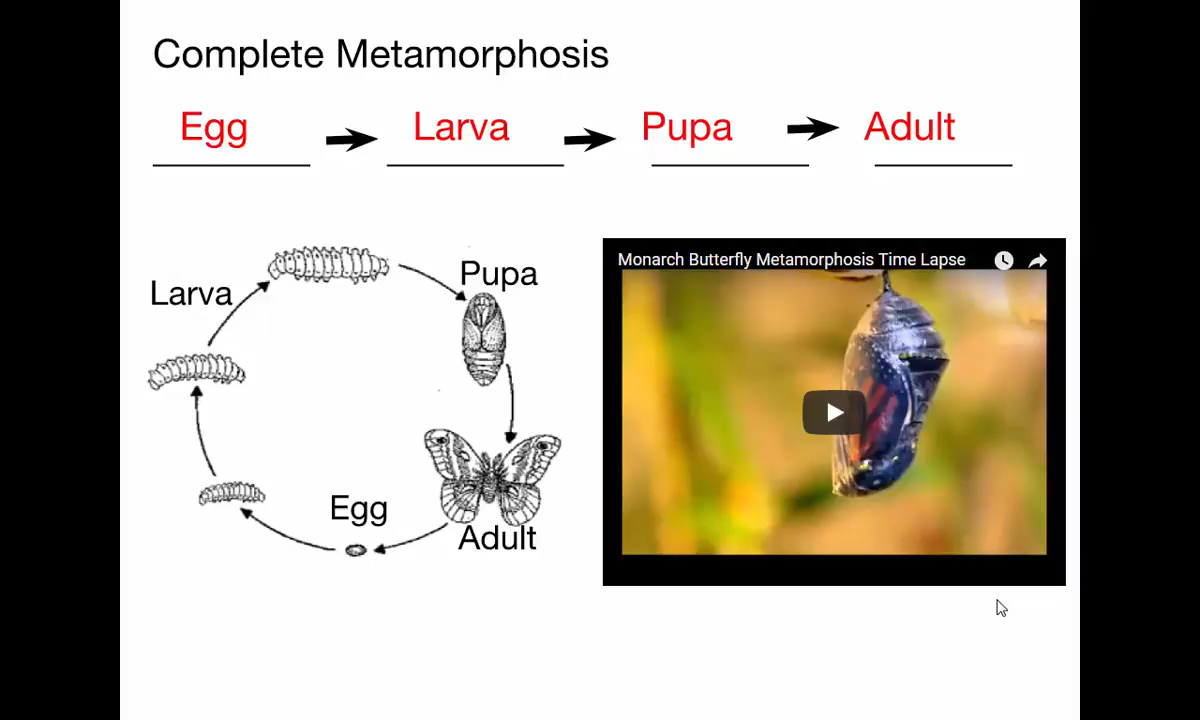 Complete Metamorphosis
Egg Larva Pupa Adult
Larva
Pupa
Egg
Adult
Monarch Butterfly Metamorphosis Time Lapse